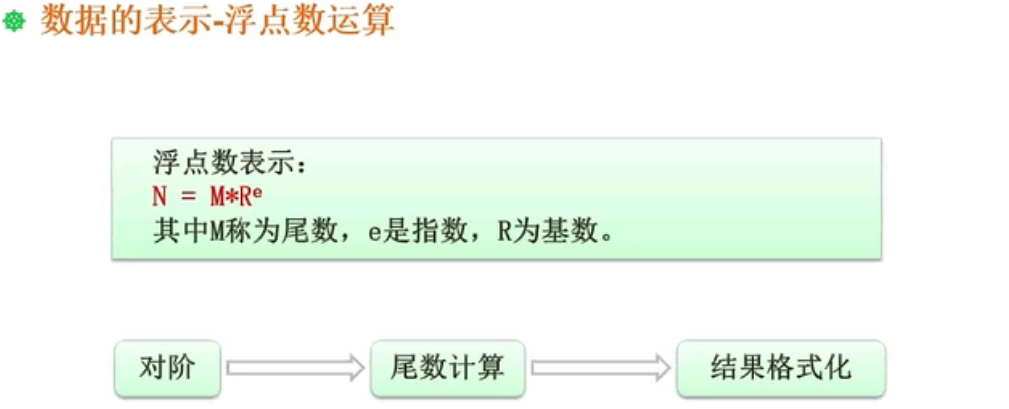 数据的表示-浮点数运算
浮点数表示：
N = M*Rᵉ
其中M称为尾数，e是指数，R为基数。
对阶
尾数计算
结果格式化